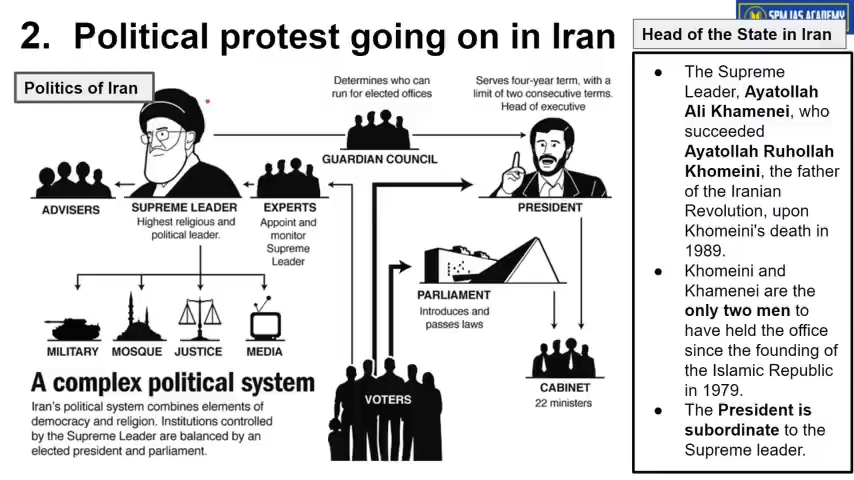 2. Political protest going on in Iran
SPM IAS ACADEMY
Head of the State in Iran
Politics of Iran
Determines who can
run for elected offices
GUARDIAN COUNCIL
Serves four-year term, with a
limit of two consecutive terms.
Head of executive
PRESIDENT
ADVISERS
SUPREME LEADER
Highest religious and
political leader.
EXPERTS
Appoint and
monitor
Supreme
Leader
PARLIAMENT
Introduces and
passes laws
MILITARY
MOSQUE
JUSTICE
MEDIA
CABINET
22 ministers
VOTERS
A complex political system
Iran's political system combines elements of
democracy and religion. Institutions controlled
by the Supreme Leader are balanced by an
elected president and parliament.
● The Supreme
Leader, Ayatollah
Ali Khamenei, who
succeeded
Ayatollah Ruhollah
Khomeini, the father
of the Iranian
Revolution, upon
Khomeini's death in
1989.
● Khomeini and
Khamenei are the
only two men to
have held the office
since the founding of
the Islamic Republic
in 1979.
● The President is
subordinate to the
Supreme leader.